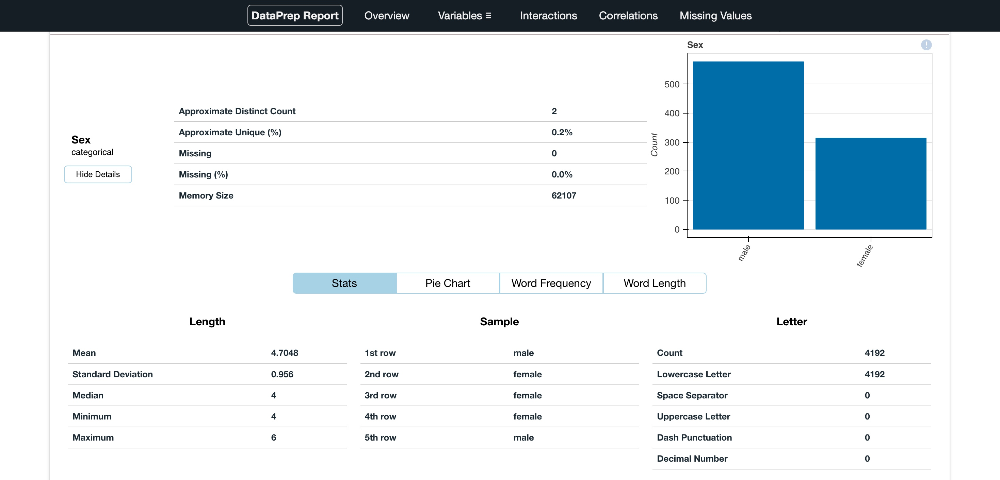 DataPrep Report Overview Variables ☰ Interactions Correlations Missing Values
Sex
categorical
Hide Details
Approximate Distinct Count 2
Approximate Unique (%) 0.2%
Missing 0
Missing (%) 0.0%
Memory Size 62107
Sex
!
Count
500
400
300
200
100
0
male
female
Stats Pie Chart Word Frequency Word Length
Length
Mean 4.7048
Standard Deviation 0.956
Median 4
Minimum 4
Maximum 6
Sample
1st row male
2nd row female
3rd row female
4th row female
5th row male
Letter
Count 4192
Lowercase Letter 4192
Space Separator 0
Uppercase Letter 0
Dash Punctuation 0
Decimal Number 0